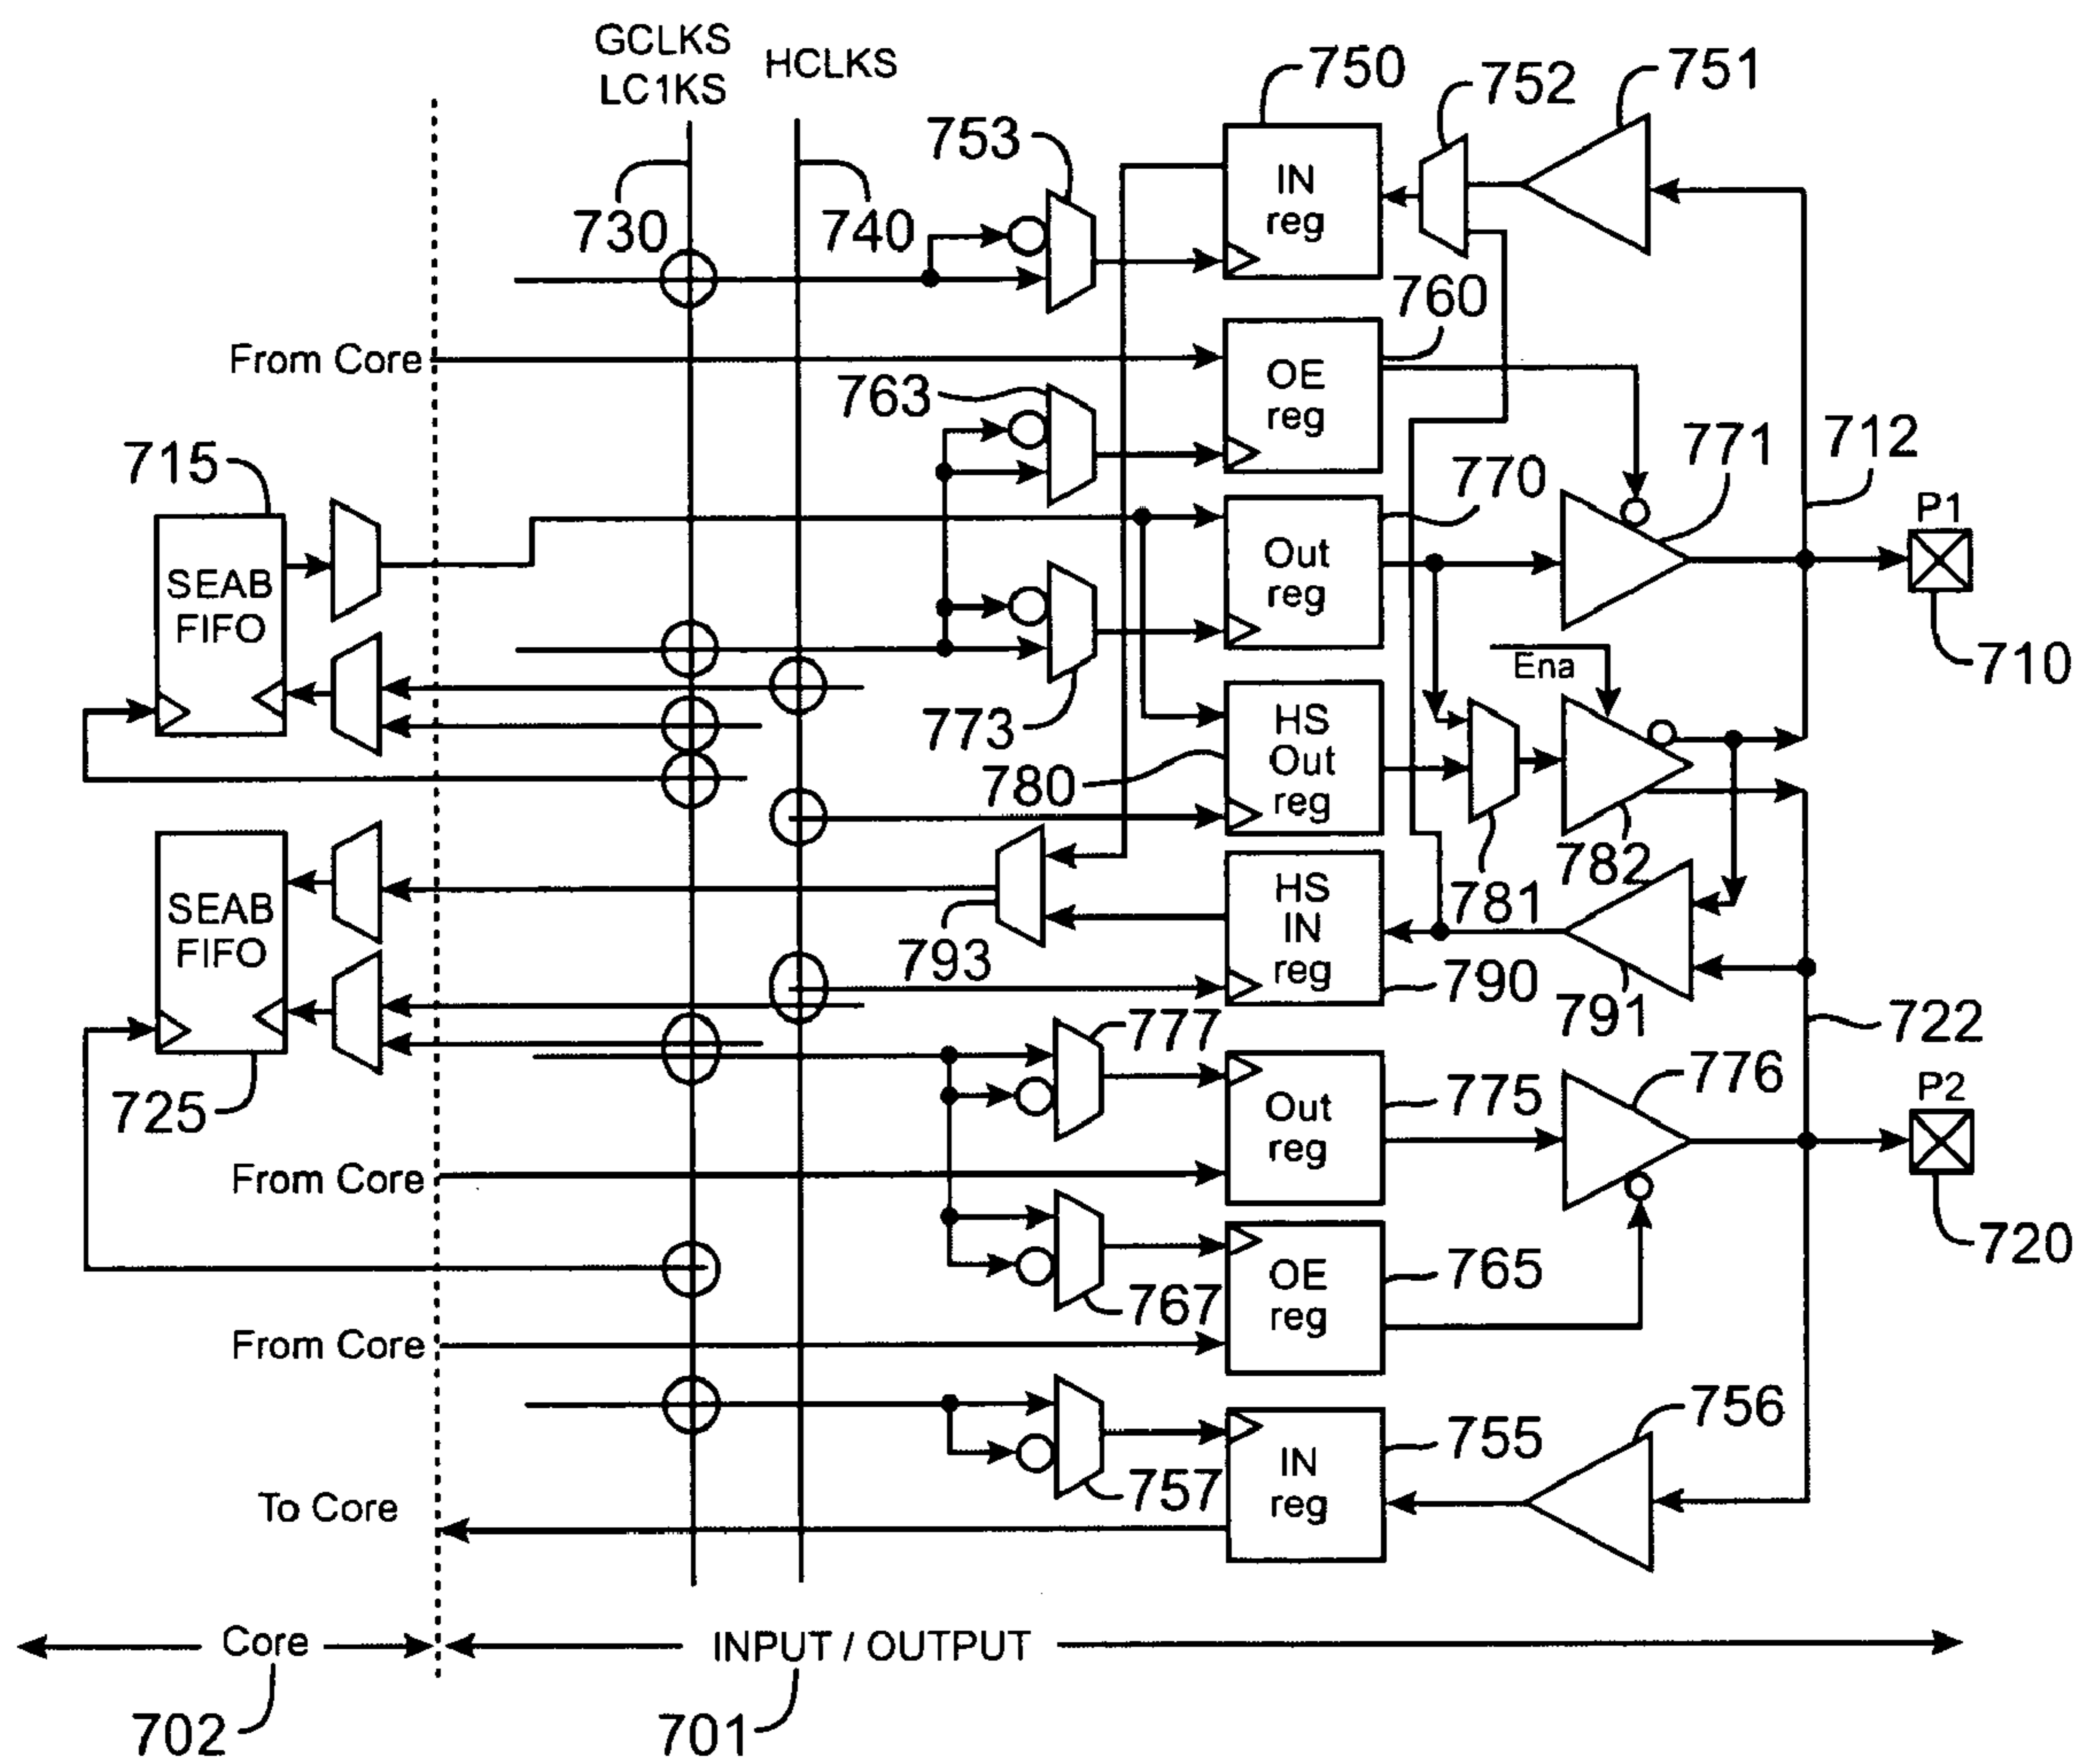 GCLKS
LC1KS
HCLKS
750
752
751
753
IN
reg
730
740
760
From Core
763
OE
reg
715
770
771
712
P1
SEAB
FIFO
Out
reg
Ena
710
773
HS
Out
reg
780
782
SEAB
FIFO
HS
IN
reg
781
793
790
791
722
777
776
725
Out
reg
775
P2
From Core
720
OE
reg
765
767
From Core
756
IN
reg
755
757
To Core
Core
INPUT / OUTPUT
702
701